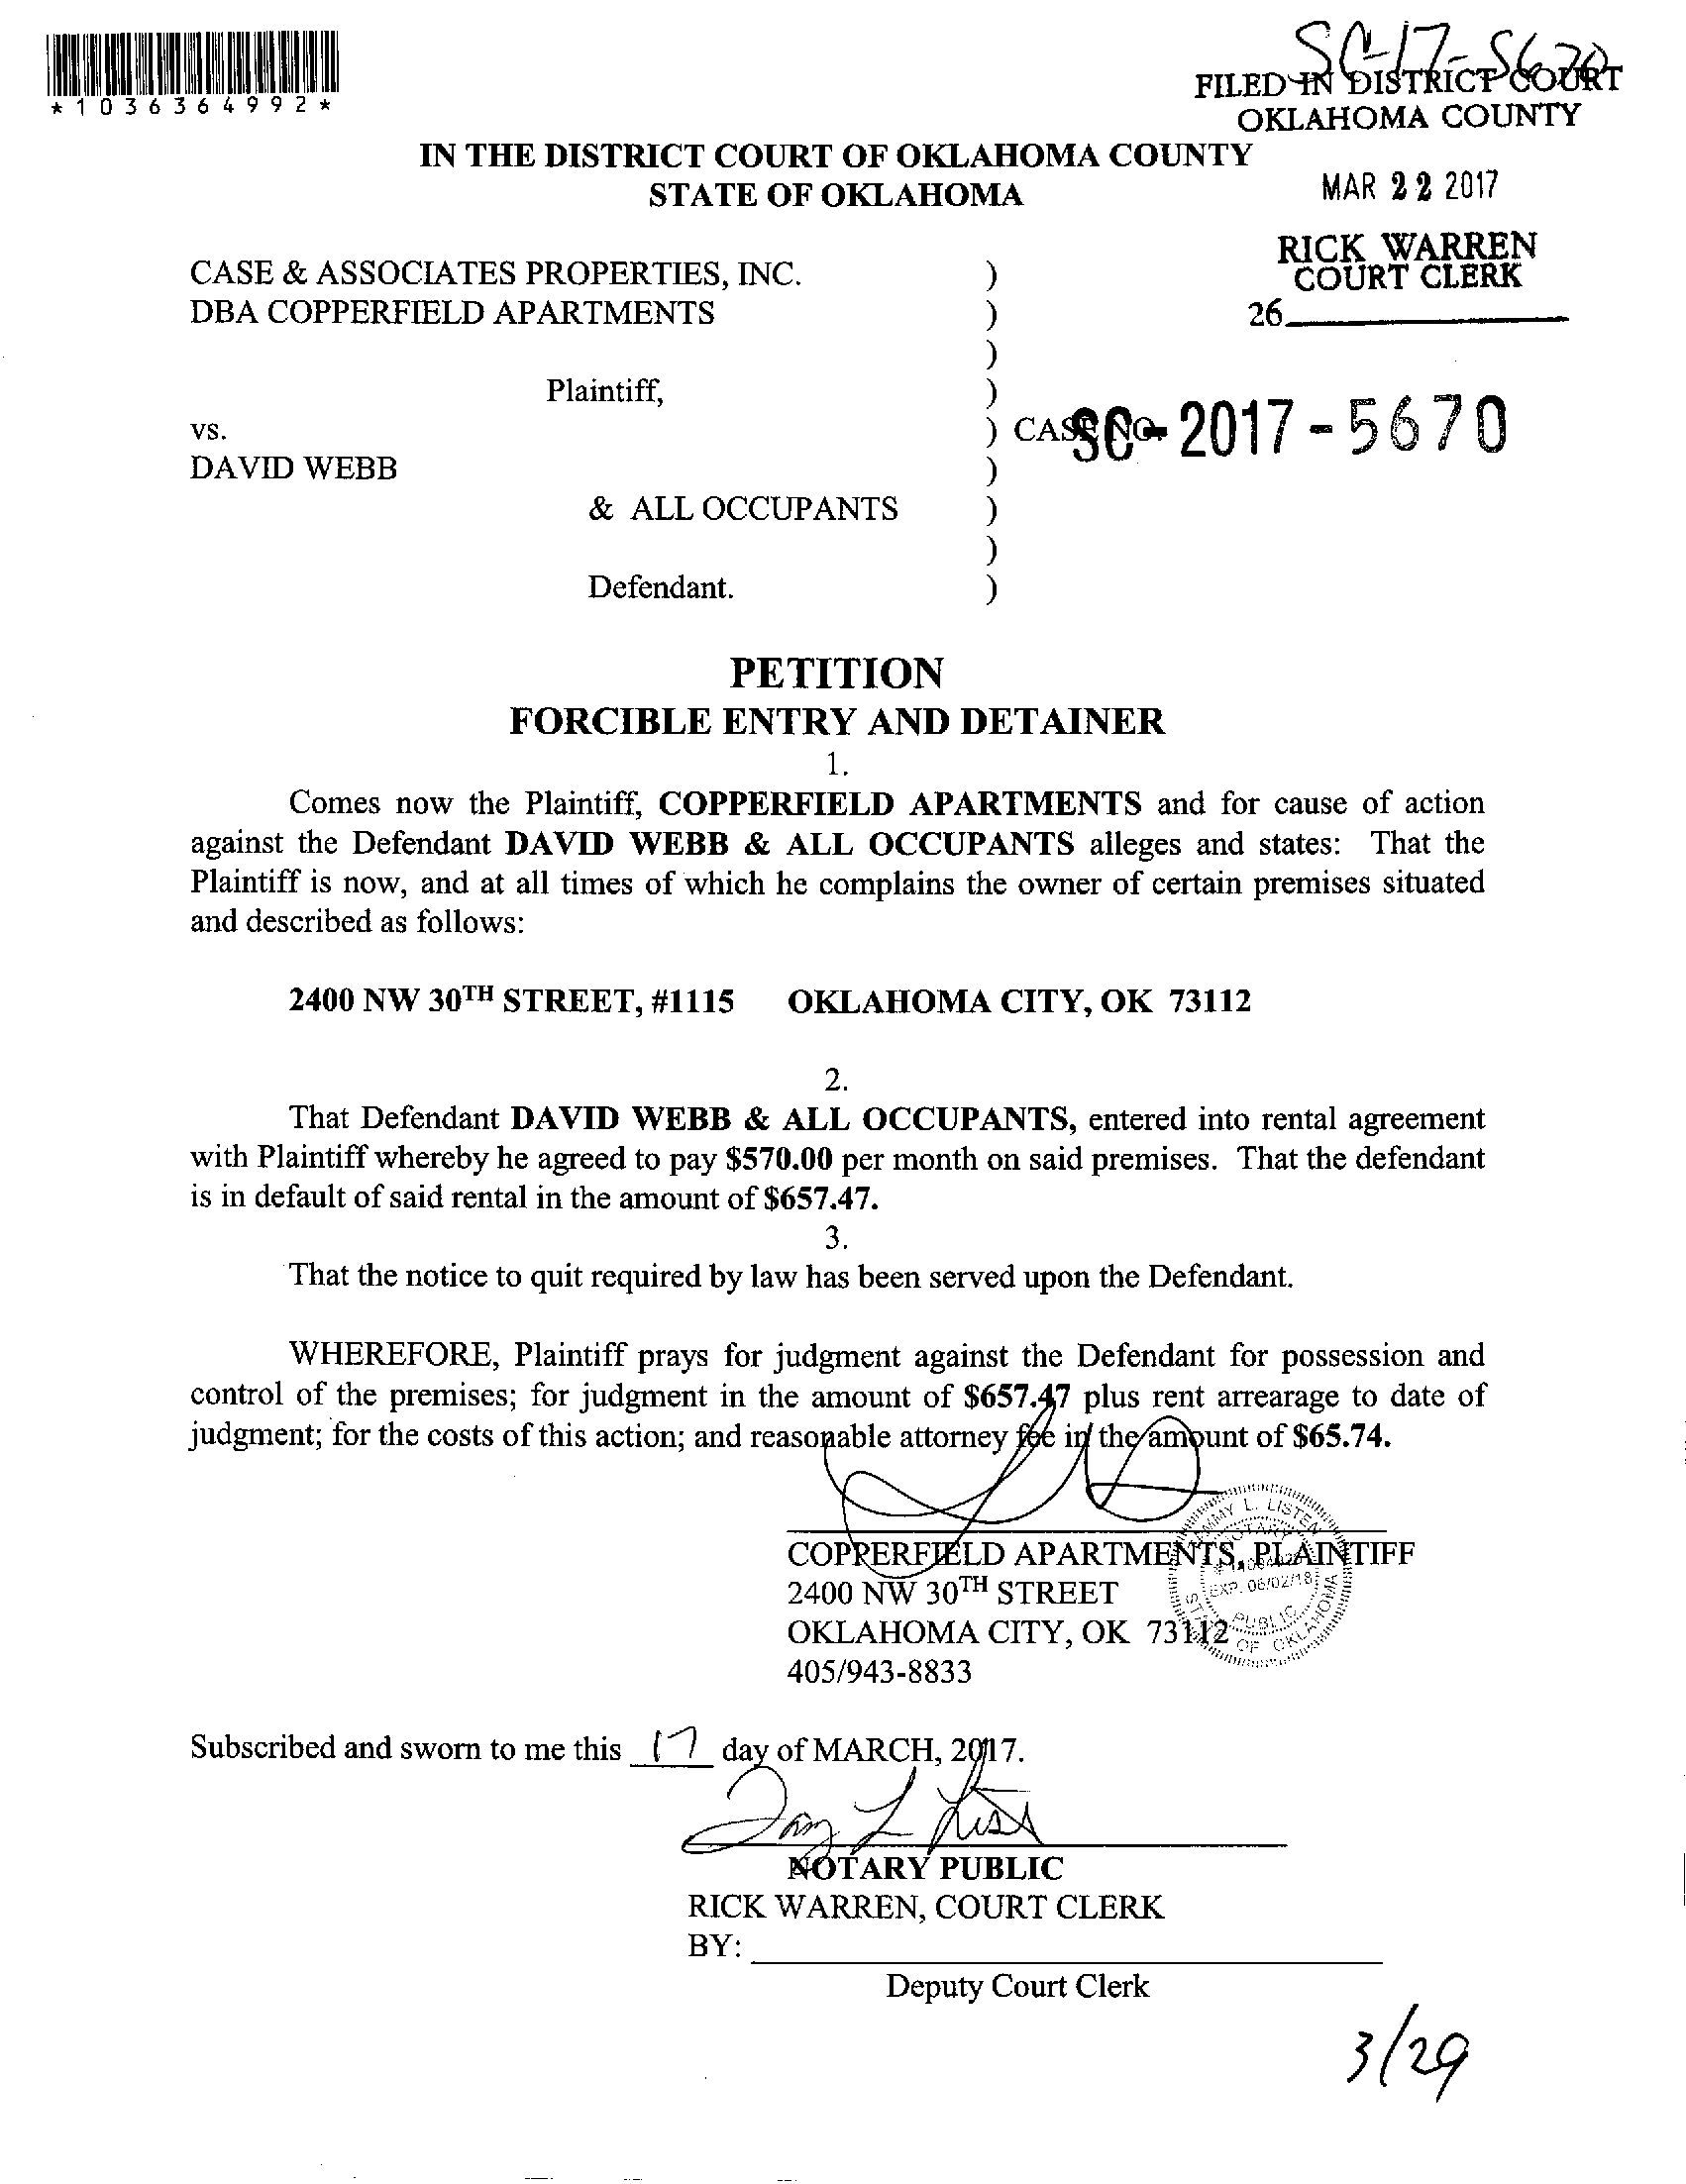 SC-17-5670
*1036364992*
FILED IN DISTRICT COURT
OKLAHOMA COUNTY
IN THE DISTRICT COURT OF OKLAHOMA COUNTY
STATE OF OKLAHOMA
MAR 22 2017
RICK WARREN
COURT CLERK
26
CASE & ASSOCIATES PROPERTIES, INC. )
DBA COPPERFIELD APARTMENTS )
)
Plaintiff, )
vs. ) CASE NO. SC-2017-5670
DAVID WEBB )
& ALL OCCUPANTS )
)
Defendant. )
PETITION
FORCIBLE ENTRY AND DETAINER
1.
Comes now the Plaintiff, COPPERFIELD APARTMENTS and for cause of action
against the Defendant DAVID WEBB & ALL OCCUPANTS alleges and states: That the
Plaintiff is now, and at all times of which he complains the owner of certain premises situated
and described as follows:
2400 NW 30TH STREET, #1115 OKLAHOMA CITY, OK 73112
2.
That Defendant DAVID WEBB & ALL OCCUPANTS, entered into rental agreement
with Plaintiff whereby he agreed to pay $570.00 per month on said premises. That the defendant
is in default of said rental in the amount of $657.47.
3.
That the notice to quit required by law has been served upon the Defendant.
WHEREFORE, Plaintiff prays for judgment against the Defendant for possession and
control of the premises; for judgment in the amount of $657.47 plus rent arrearage to date of
judgment; for the costs of this action; and reasonable attorney fee in the amount of $65.74.
COPPERFIELD APARTMENTS, PLAINTIFF
2400 NW 30TH STREET
OKLAHOMA CITY, OK 73112
405/943-8833
L. LISTEN
NOTARY
EXP. 06/02/18
PUBLIC
STATE OF OKLAHOMA
Subscribed and sworn to me this 17 day of MARCH, 2017.
NOTARY PUBLIC
RICK WARREN, COURT CLERK
BY:
Deputy Court Clerk
3/29